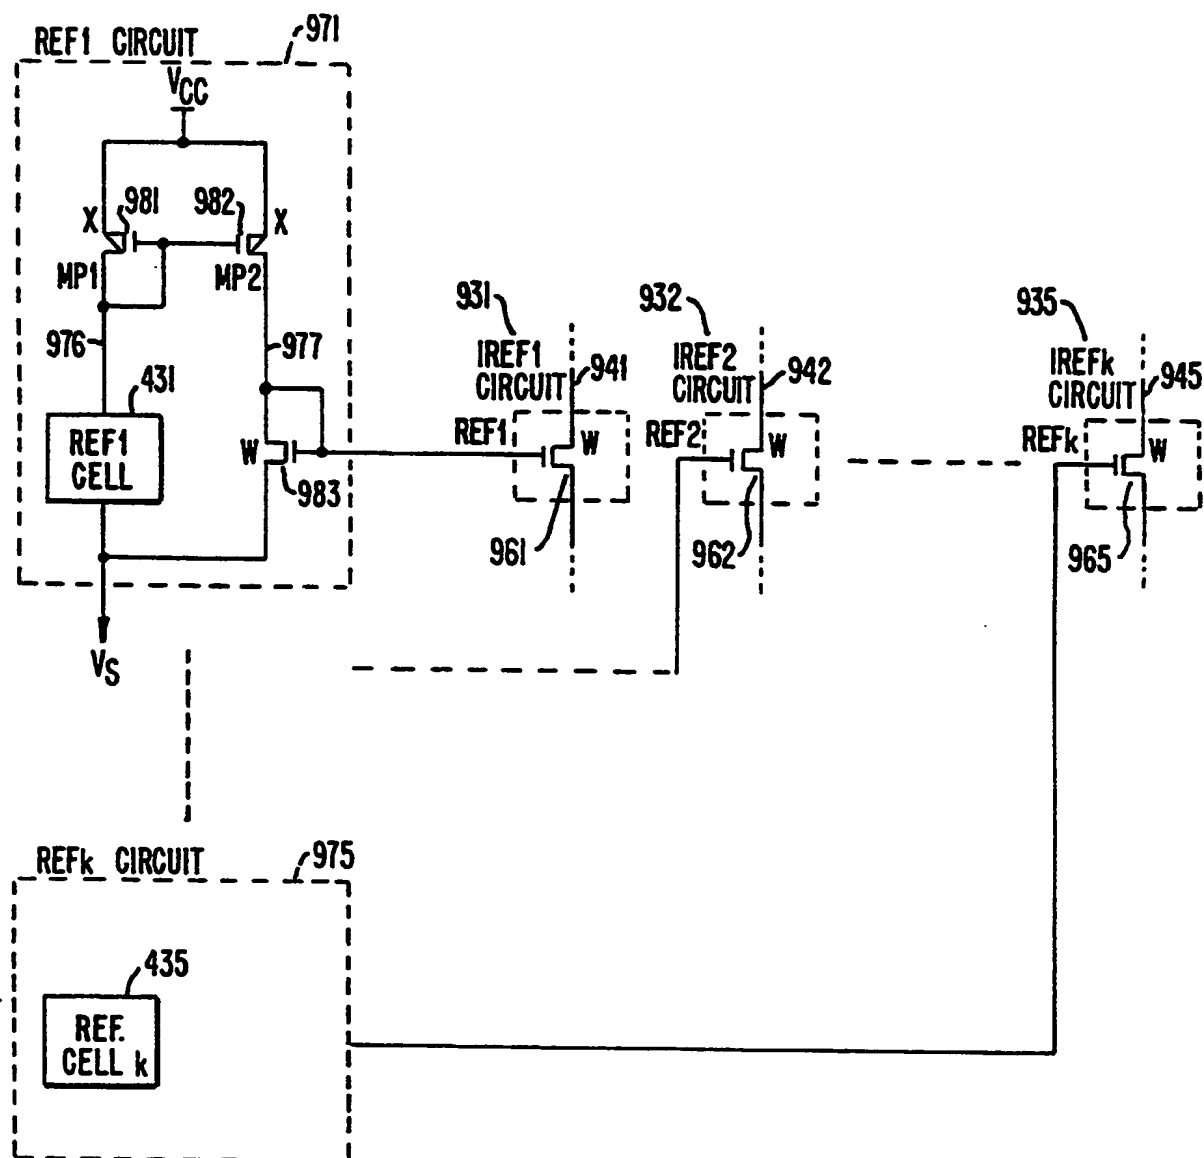 REF1 CIRCUIT
971
VCC
X
981
982
X
MP1
MP2
976
977
431
REF1
CELL
W
983
VS
931
IREF1
CIRCUIT
941
REF1
W
961
932
IREF2
CIRCUIT
942
REF2
W
962
935
IREFk
CIRCUIT
945
REFk
W
965
REFk CIRCUIT
975
435
REF.
CELL k